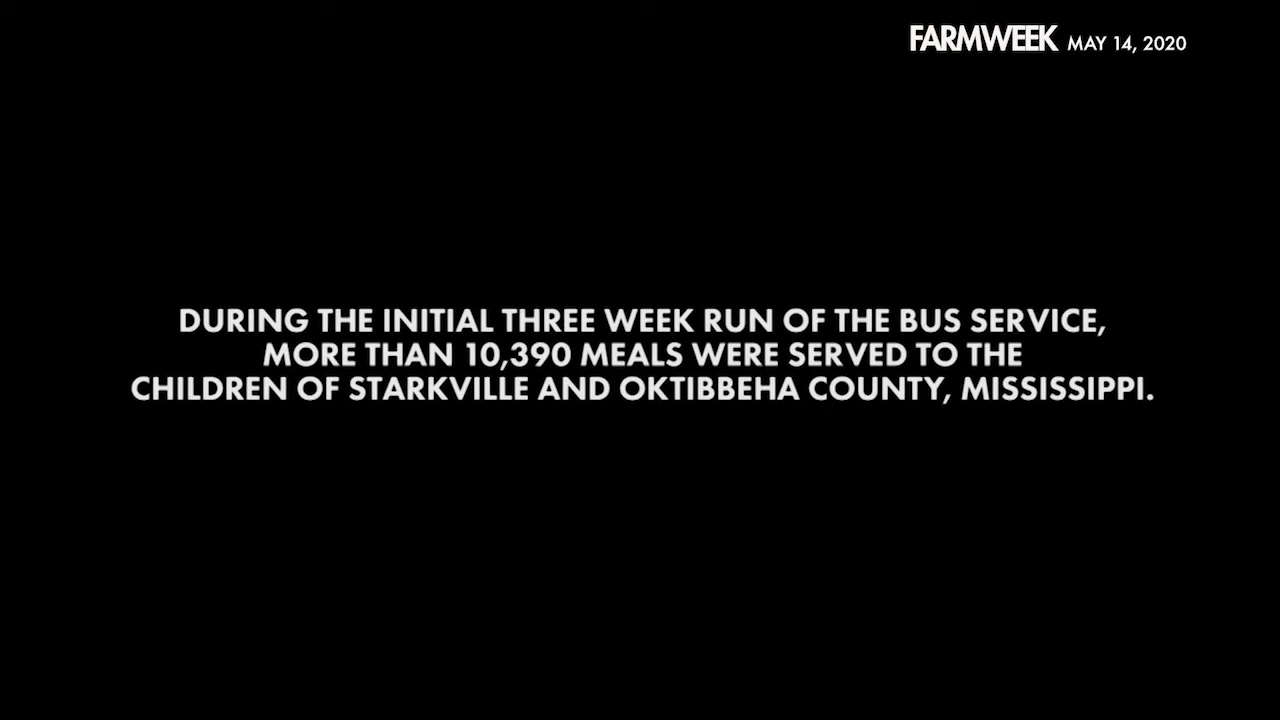 FARMWEEK MAY 14, 2020
DURING THE INITIAL THREE WEEK RUN OF THE BUS SERVICE,
MORE THAN 10,390 MEALS WERE SERVED TO THE
CHILDREN OF STARKVILLE AND OKTIBBEHA COUNTY, MISSISSIPPI.